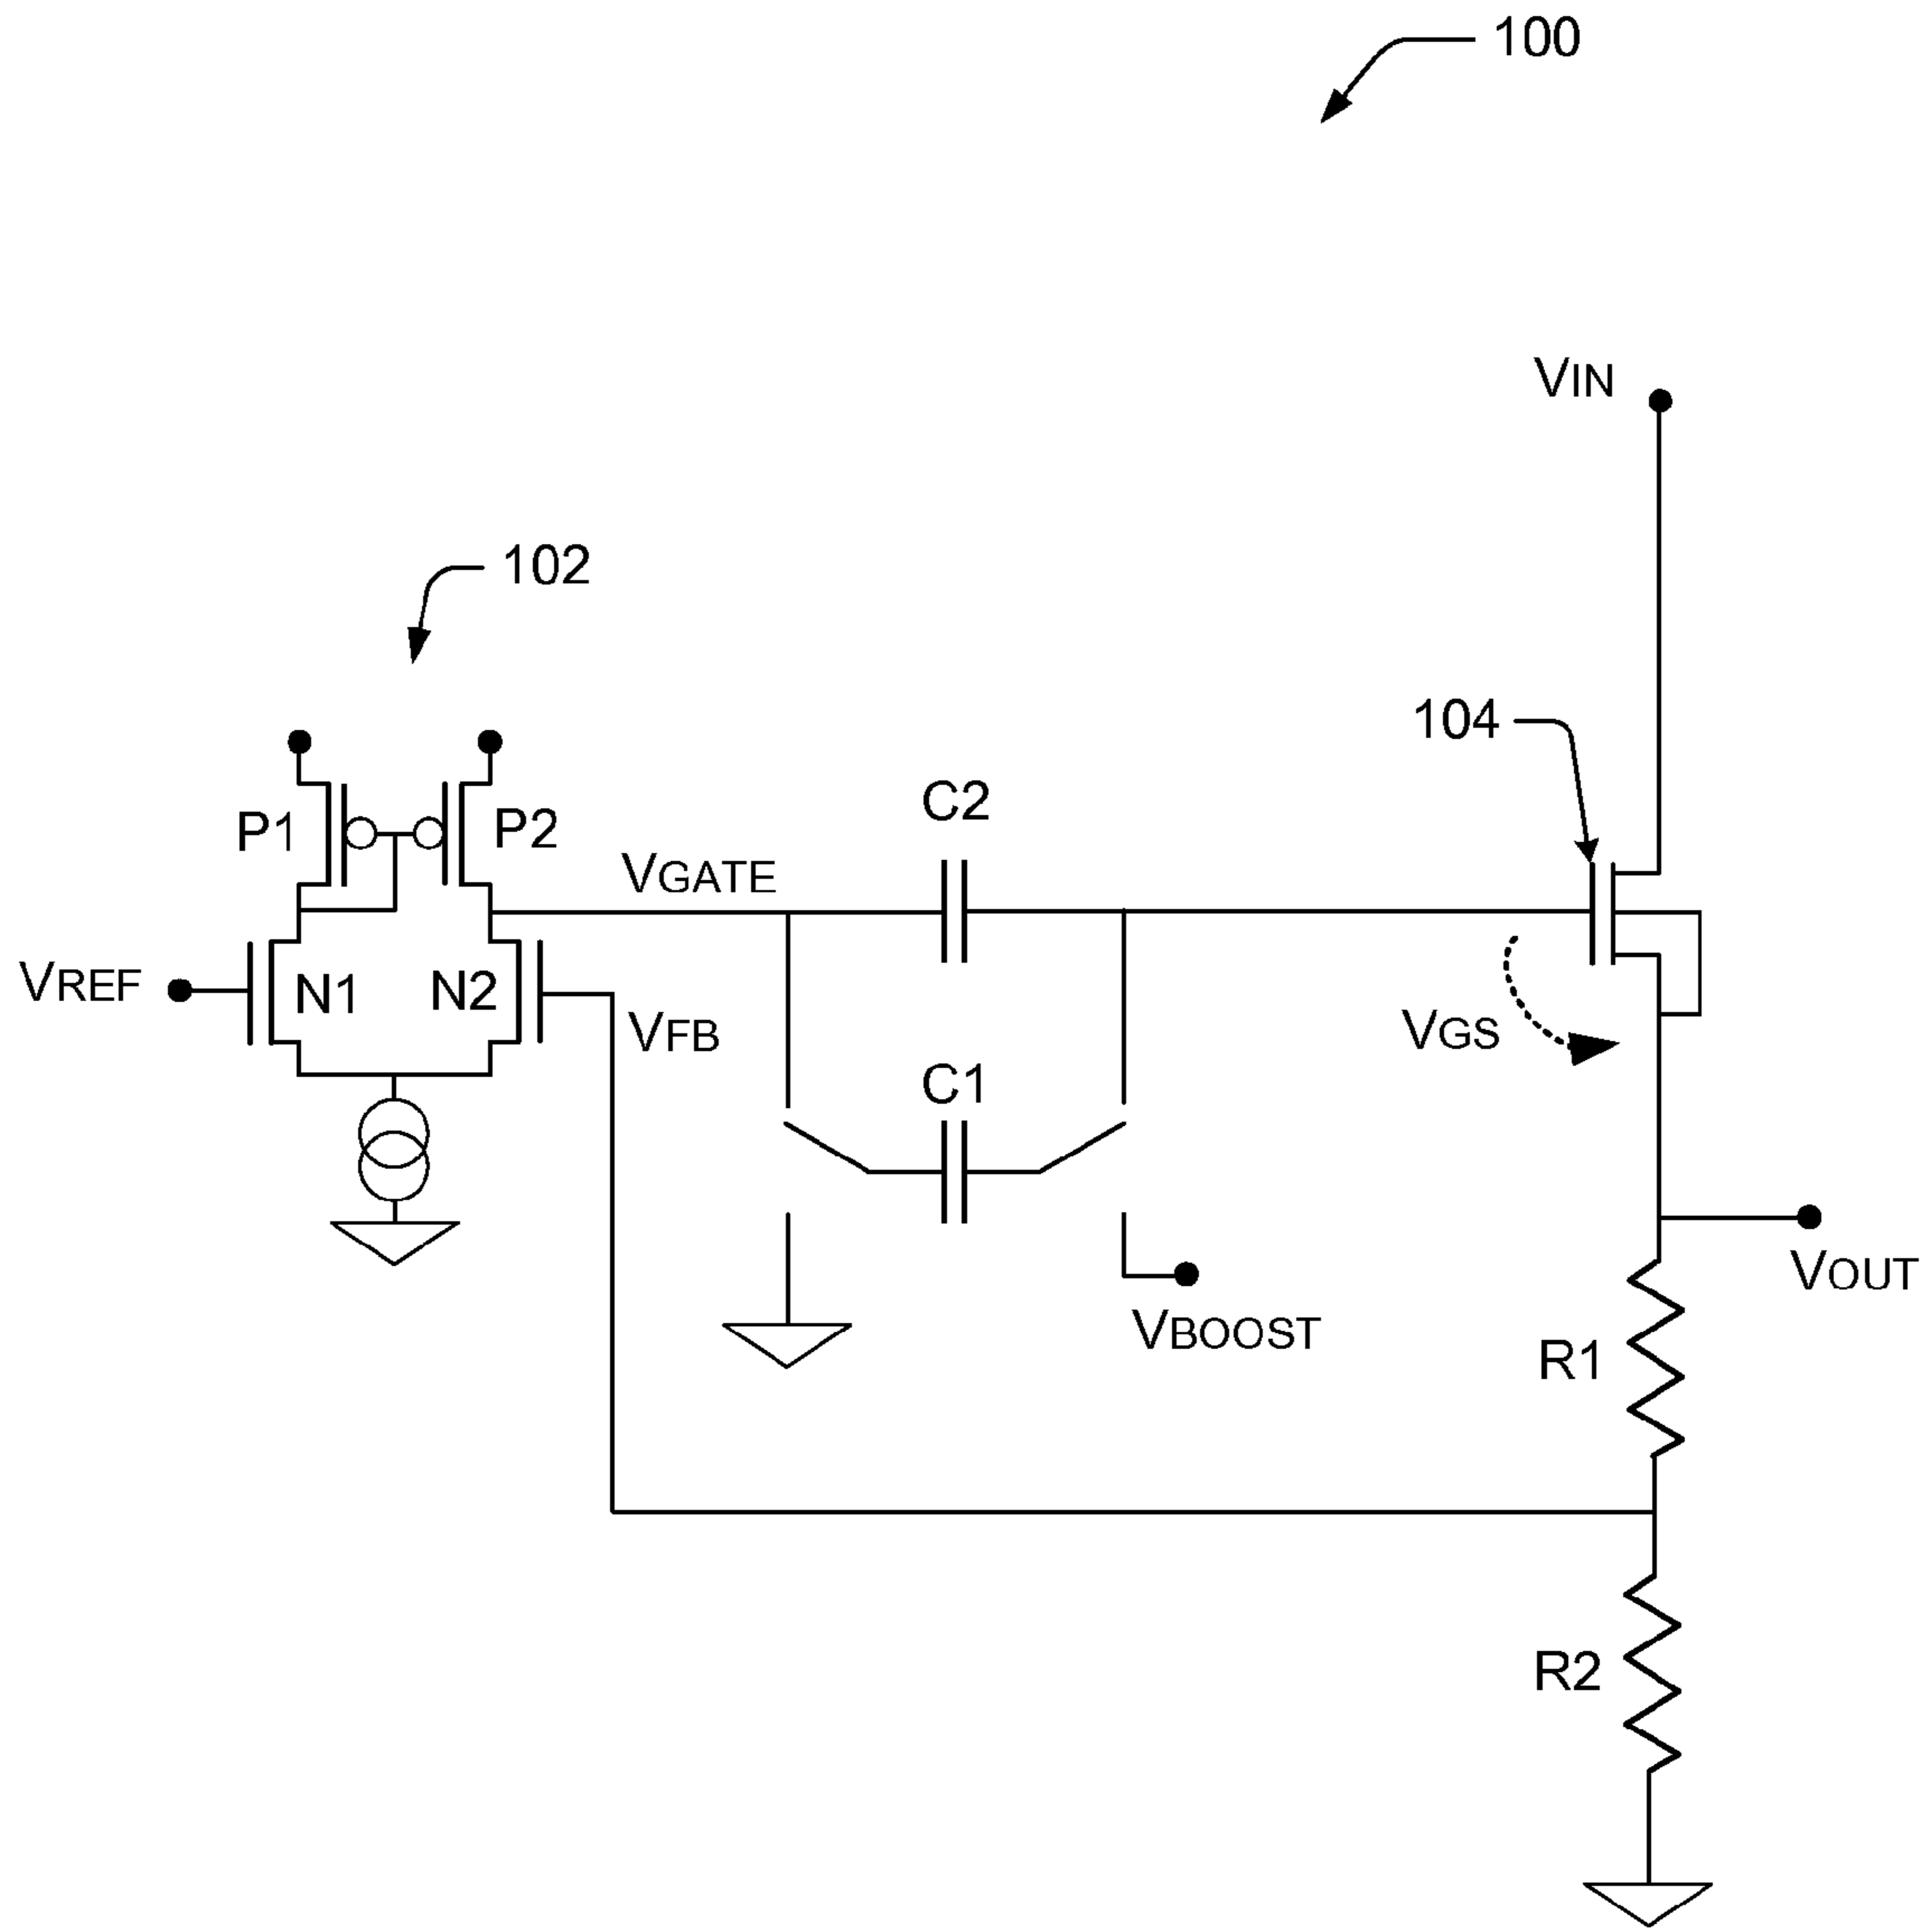 100
VIN
102
104
P1
P2
C2
VGATE
VREF
N1
N2
VFB
VGS
C1
VOUT
VBOOST
R1
R2